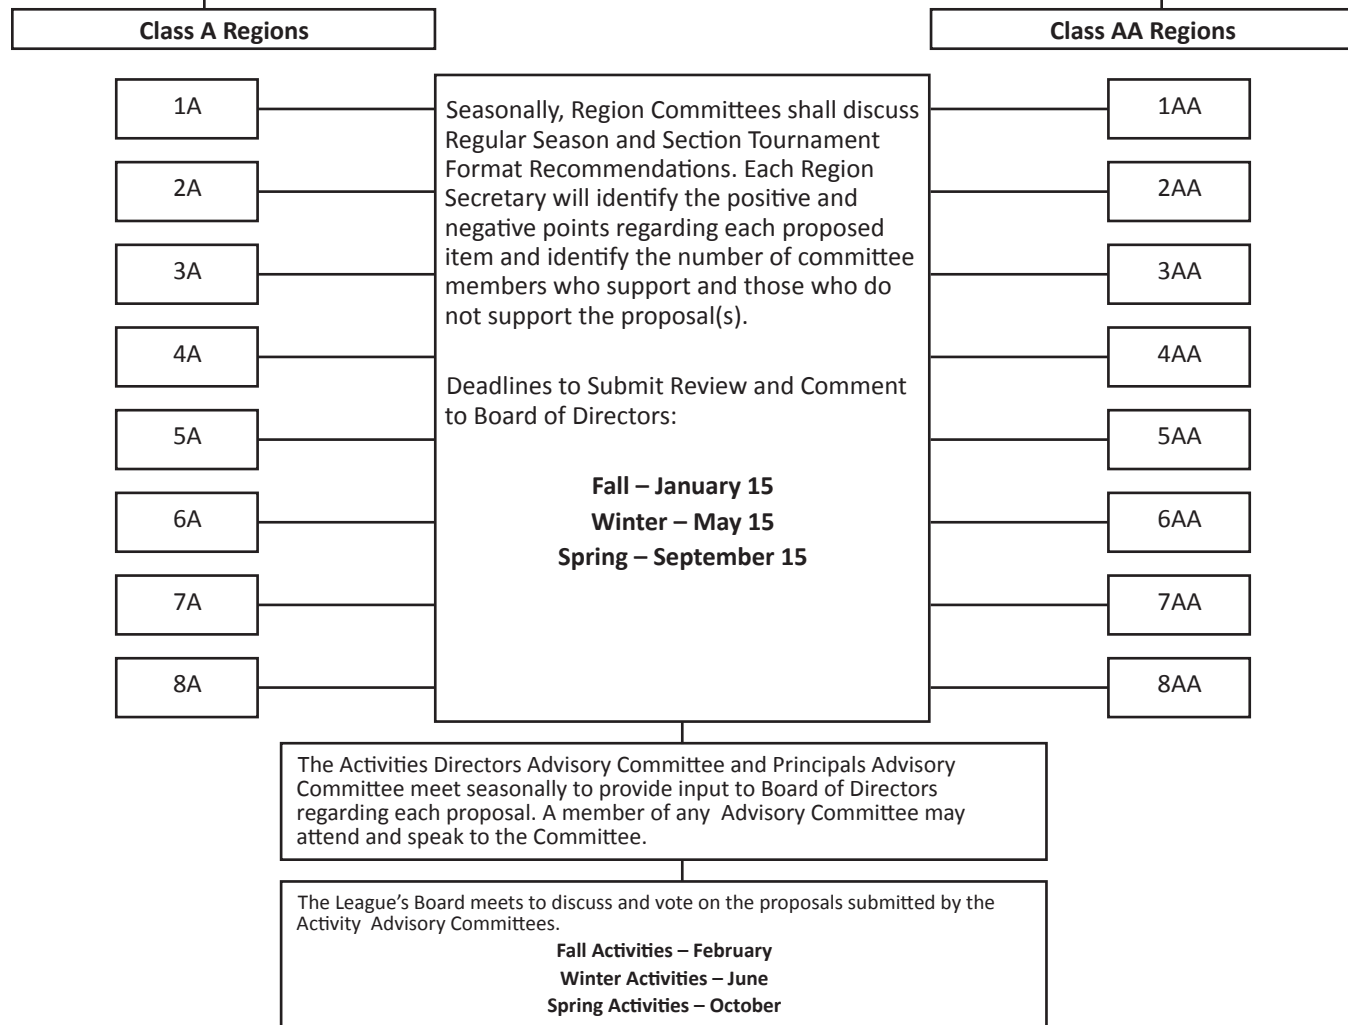 Class A Regions
Class AA Regions
1A
2A
3A
4A
5A
6A
7A
8A
Seasonally, Region Committees shall discuss
Regular Season and Section Tournament
Format Recommendations. Each Region
Secretary will identify the positive and
negative points regarding each proposed
item and identify the number of committee
members who support and those who do
not support the proposal(s).
Deadlines to Submit Review and Comment
to Board of Directors:
Fall – January 15
Winter – May 15
Spring – September 15
1AA
2AA
3AA
4AA
5AA
6AA
7AA
8AA
The Activities Directors Advisory Committee and Principals Advisory
Committee meet seasonally to provide input to Board of Directors
regarding each proposal. A member of any Advisory Committee may
attend and speak to the Committee.
The League’s Board meets to discuss and vote on the proposals submitted by the
Activity Advisory Committees.
Fall Activities – February
Winter Activities – June
Spring Activities – October